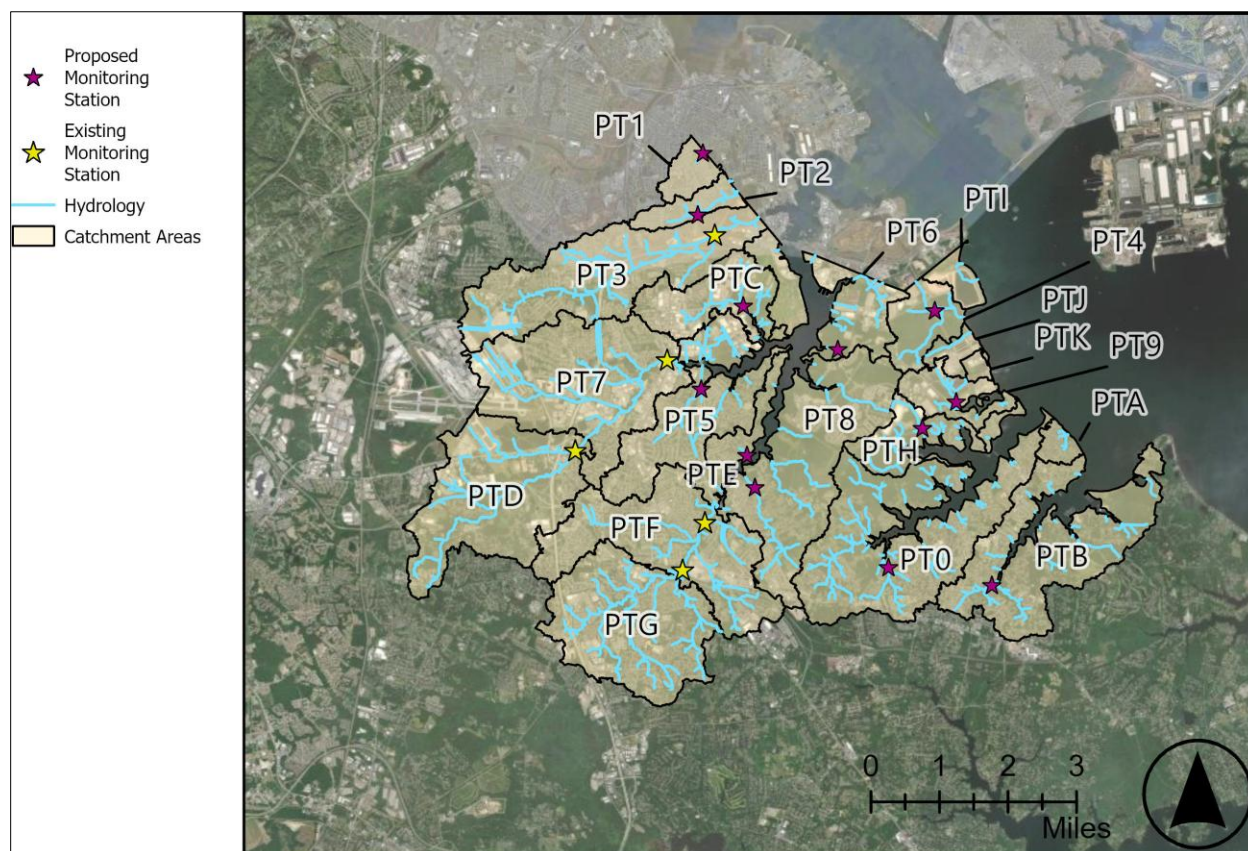 Proposed
Monitoring
Station
Existing
Monitoring
Station
Hydrology
Catchment Areas
PT1
PT2
PTI
PT6
PT4
PT3
PTC
PTJ
PTK
PT9
PT7
PTA
PT5
PT8
PTH
PTE
PTD
PTF
PT0
PTB
PTG
0 1 2 3
Miles